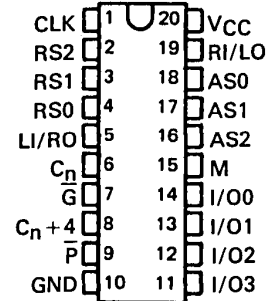 CLK 1 20 VCC
RS2 2 19 RI/LO
RS1 3 18 AS0
RS0 4 17 AS1
LI/RO 5 16 AS2
Cn 6 15 M
G̅ 7 14 I/O0
Cn+4 8 13 I/O1
P̅ 9 12 I/O2
GND 10 11 I/O3